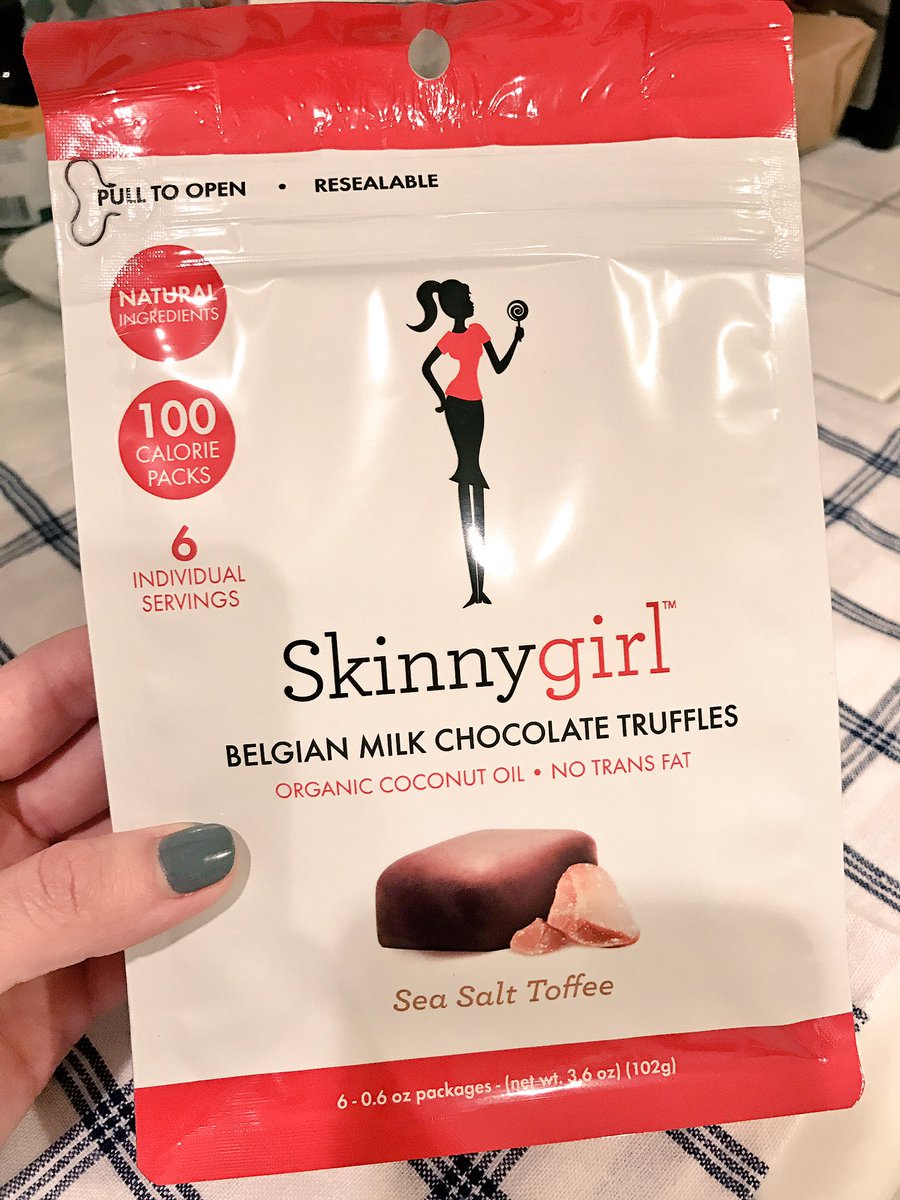 PULL TO OPEN • RESEALABLE
NATURAL
INGREDIENTS
100
CALORIE
PACKS
6
INDIVIDUAL
SERVINGS
Skinnygirl™
BELGIAN MILK CHOCOLATE TRUFFLES
ORGANIC COCONUT OIL • NO TRANS FAT
Sea Salt Toffee
6 - 0.6 oz packages - (net wt. 3.6 oz) (102g)